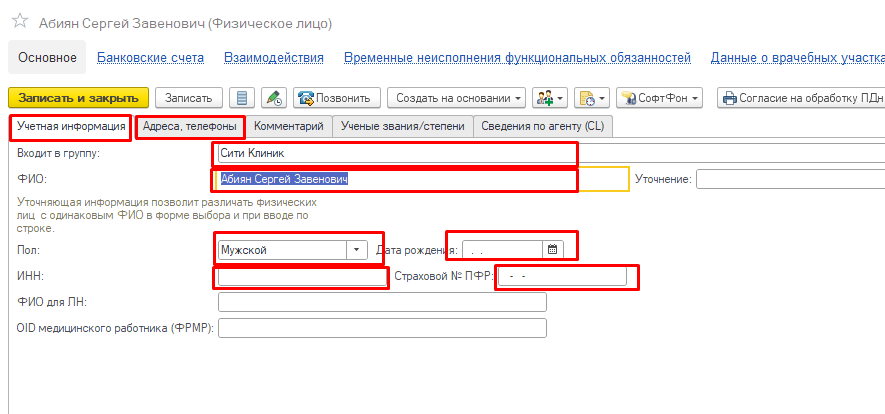 Абиян Сергей Завенович (Физическое лицо)
Основное Банковские счета Взаимодействия Временные неисполнения функциональных обязанностей Данные о врачебных участка
Записать и закрыть Записать Позвонить Создать на основании СофтФон Согласие на обработку ПДн
Учетная информация Адреса, телефоны Комментарий Ученые звания/степени Сведения по агенту (CL)
Входит в группу: Сити Клиник
ФИО: Абиян Сергей Завенович Уточнение:
Уточняющая информация позволит различать физических
лиц с одинаковым ФИО в форме выбора и при вводе по
строке.
Пол: Мужской Дата рождения: . .
ИНН: Страховой № ПФР: - -
ФИО для ЛН:
OID медицинского работника (ФРМР):